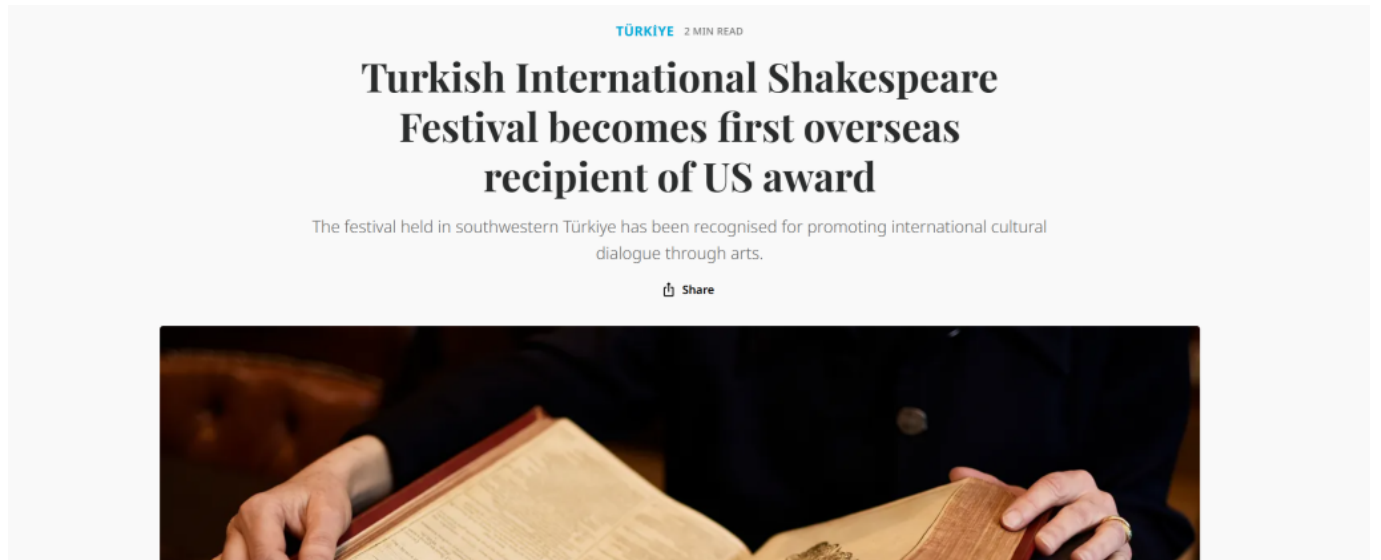 TÜRKİYE 2 MIN READ
Turkish International Shakespeare
Festival becomes first overseas
recipient of US award
The festival held in southwestern Türkiye has been recognised for promoting international cultural
dialogue through arts.
Share